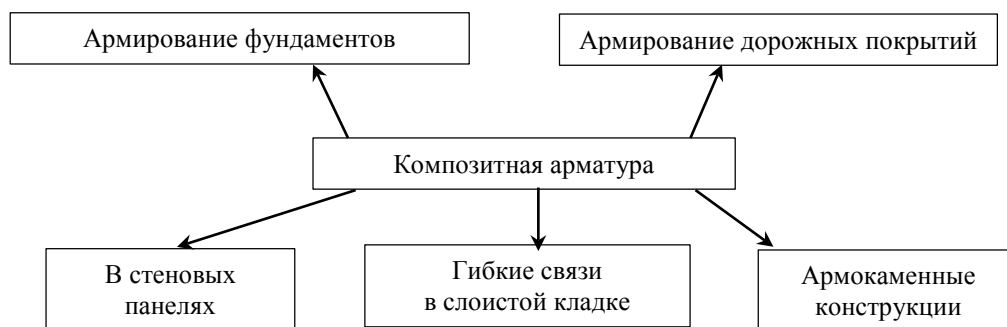 Армирование фундаментов
Армирование дорожных покрытий
Композитная арматура
В стеновых
панелях
Гибкие связи
в слоистой кладке
Армокаменные
конструкции